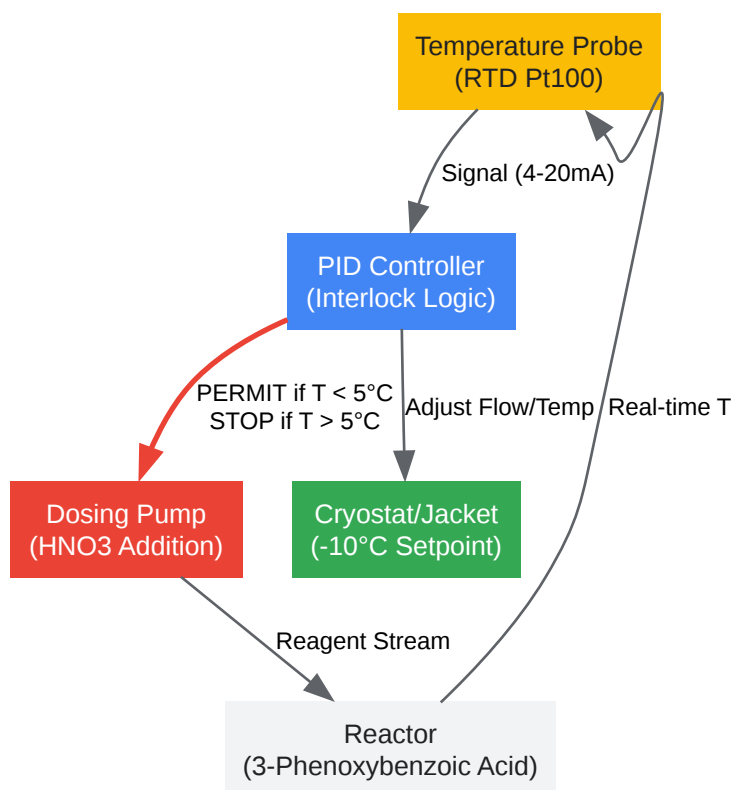 Temperature Probe
(RTD Pt100)
Signal (4-20mA)
PID Controller
(Interlock Logic)
PERMIT if T < 5°C
STOP if T > 5°C
Adjust Flow/Temp
Real-time T
Dosing Pump
(HNO3 Addition)
Cryostat/Jacket
(-10°C Setpoint)
Reagent Stream
Reactor
(3-Phenoxybenzoic Acid)